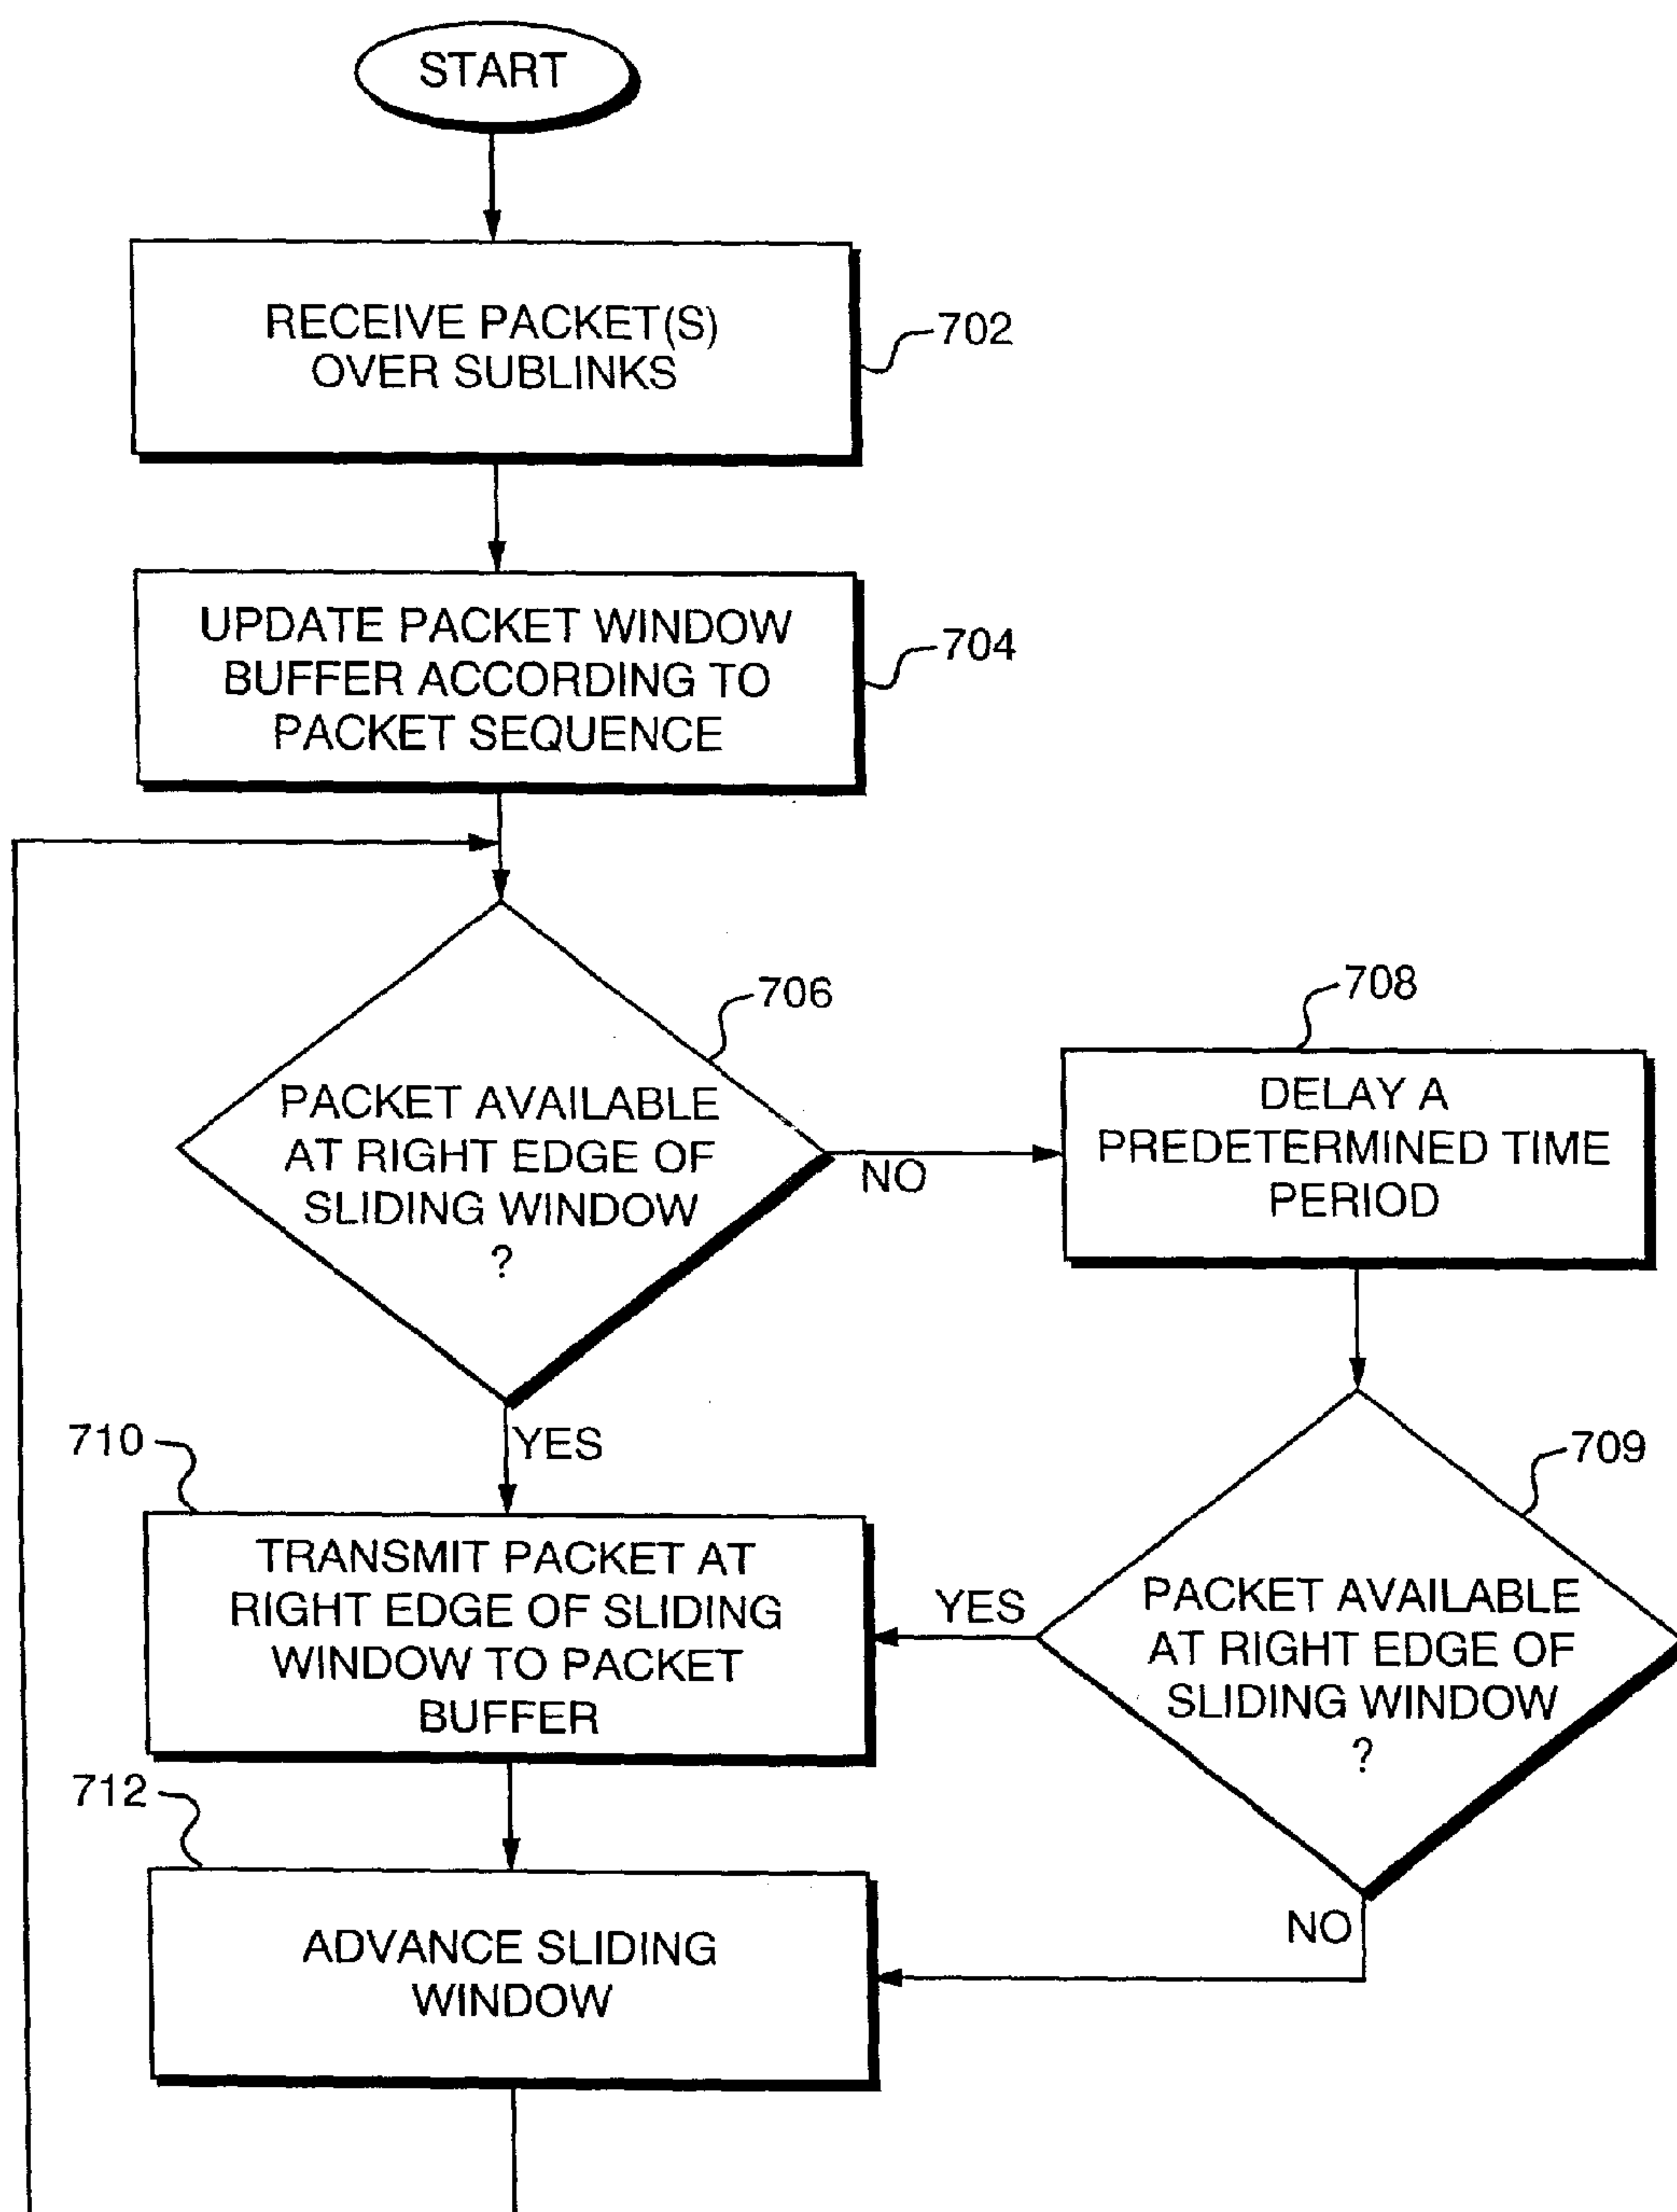 START
RECEIVE PACKET(S)
OVER SUBLINKS
702
UPDATE PACKET WINDOW
BUFFER ACCORDING TO
PACKET SEQUENCE
704
706
PACKET AVAILABLE
AT RIGHT EDGE OF
SLIDING WINDOW
?
NO
708
DELAY A
PREDETERMINED TIME
PERIOD
YES
709
PACKET AVAILABLE
AT RIGHT EDGE OF
SLIDING WINDOW
?
YES
NO
710
TRANSMIT PACKET AT
RIGHT EDGE OF SLIDING
WINDOW TO PACKET
BUFFER
712
ADVANCE SLIDING
WINDOW